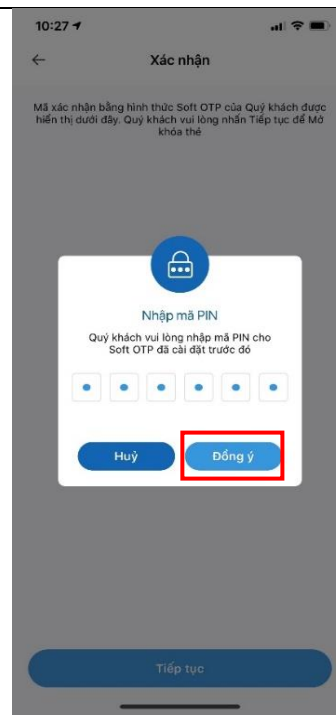 10:27
Xác nhận
Mã xác nhận bằng hình thức Soft OTP của Quý khách được
hiển thị dưới đây. Quý khách vui lòng nhấn Tiếp tục để Mở
khóa thẻ
Nhập mã PIN
Quý khách vui lòng nhập mã PIN cho
Soft OTP đã cài đặt trước đó
Huỷ
Đồng ý
Tiếp tục